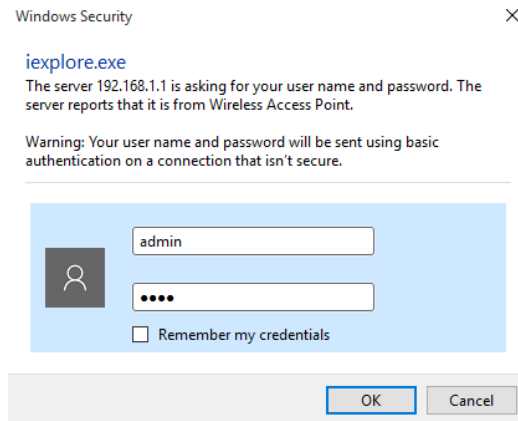 Windows Security
iexplore.exe
The server 192.168.1.1 is asking for your user name and password. The
server reports that it is from Wireless Access Point.
Warning: Your user name and password will be sent using basic
authentication on a connection that isn't secure.
admin
••••
Remember my credentials
OK Cancel